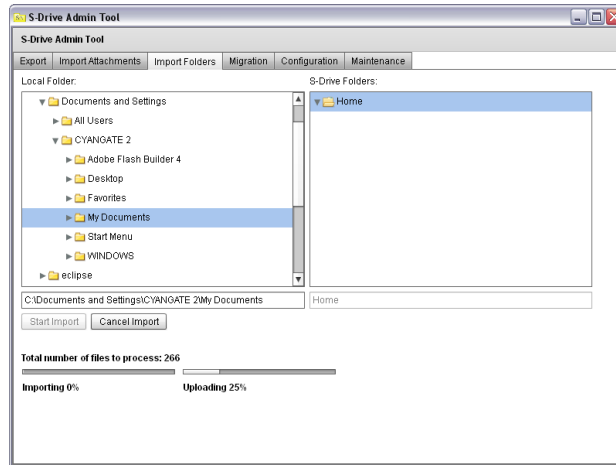 S-Drive Admin Tool
S-Drive Admin Tool
Export Import Attachments Import Folders Migration Configuration Maintenance
Local Folder: S-Drive Folders:
Documents and Settings Home
All Users
CYANGATE 2
Adobe Flash Builder 4
Desktop
Favorites
My Documents
Start Menu
WINDOWS
eclipse
C:\Documents and Settings\CYANGATE 2\My Documents Home
Start Import Cancel Import
Total number of files to process: 266
Importing 0% Uploading 25%